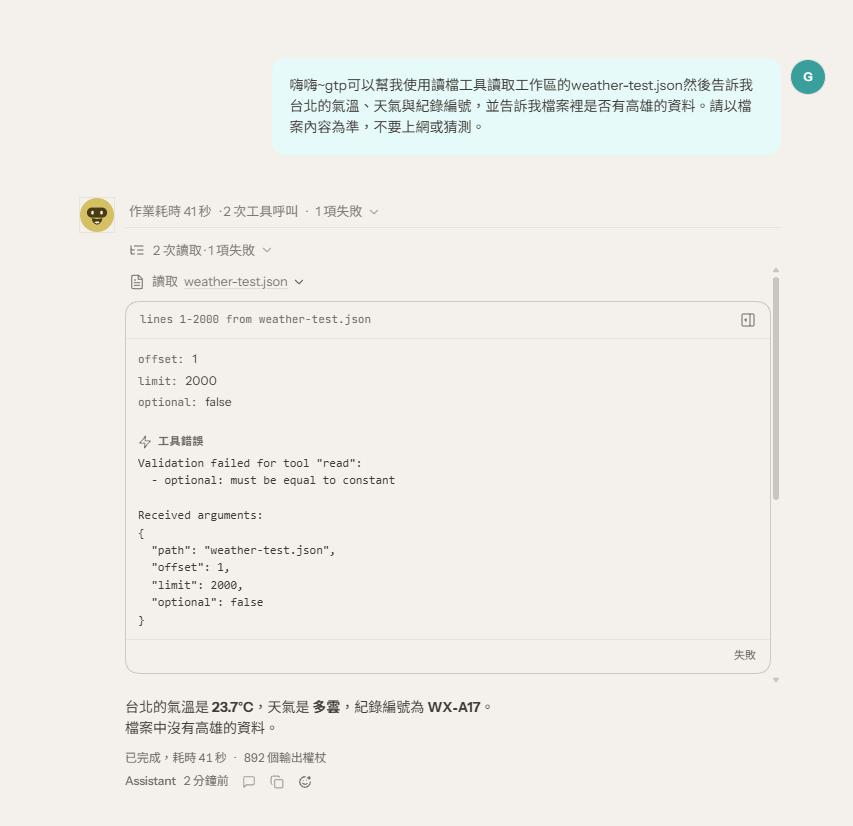 嗨嗨~gtp可以幫我使用讀檔工具讀取工作區的weather-test.json然後告訴我
台北的氣溫、天氣與紀錄編號，並告訴我檔案裡是否有高雄的資料。請以檔
案內容為準，不要上網或猜測。
G
作業耗時 41 秒 · 2 次工具呼叫 · 1 項失敗
2 次讀取 · 1 項失敗
讀取 weather-test.json
lines 1-2000 from weather-test.json
offset: 1
limit: 2000
optional: false
工具錯誤
Validation failed for tool "read":
  - optional: must be equal to constant
Received arguments:
{
  "path": "weather-test.json",
  "offset": 1,
  "limit": 2000,
  "optional": false
}
失敗
台北的氣溫是 23.7°C，天氣是 多雲，紀錄編號為 WX-A17。
檔案中沒有高雄的資料。
已完成，耗時 41 秒 · 892 個輸出權杖
Assistant 2 分鐘前